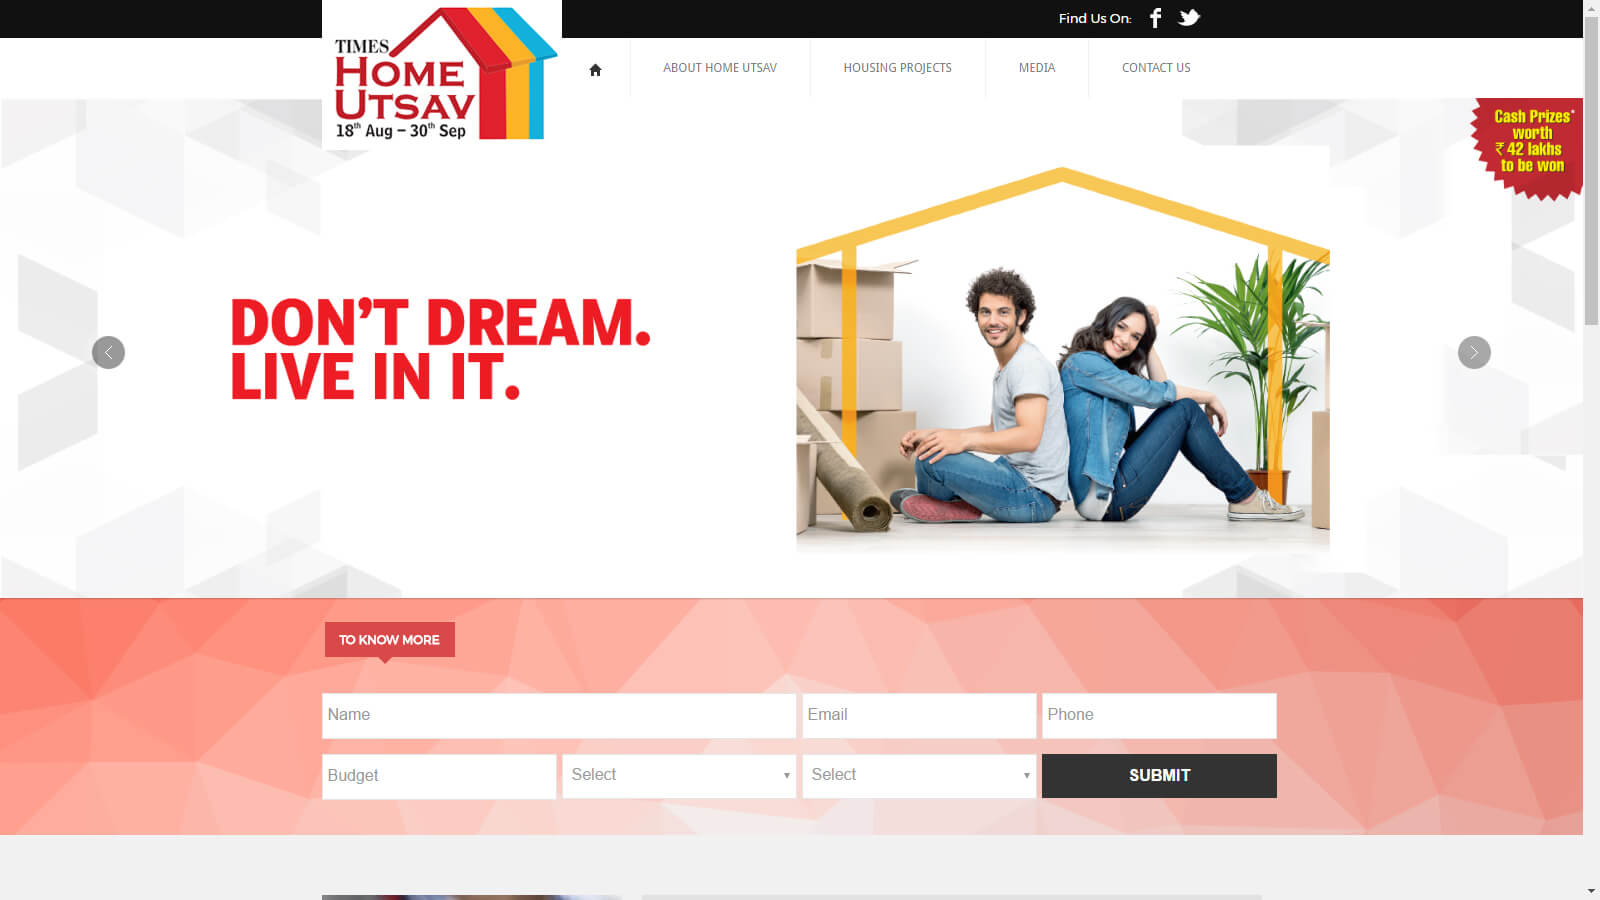 Find Us On:
TIMES
HOME
UTSAV
18th Aug – 30th Sep
ABOUT HOME UTSAV
HOUSING PROJECTS
MEDIA
CONTACT US
Cash Prizes*
worth
₹ 42 lakhs
to be won
DON'T DREAM.
LIVE IN IT.
TO KNOW MORE
Name
Email
Phone
Budget
Select
Select
SUBMIT